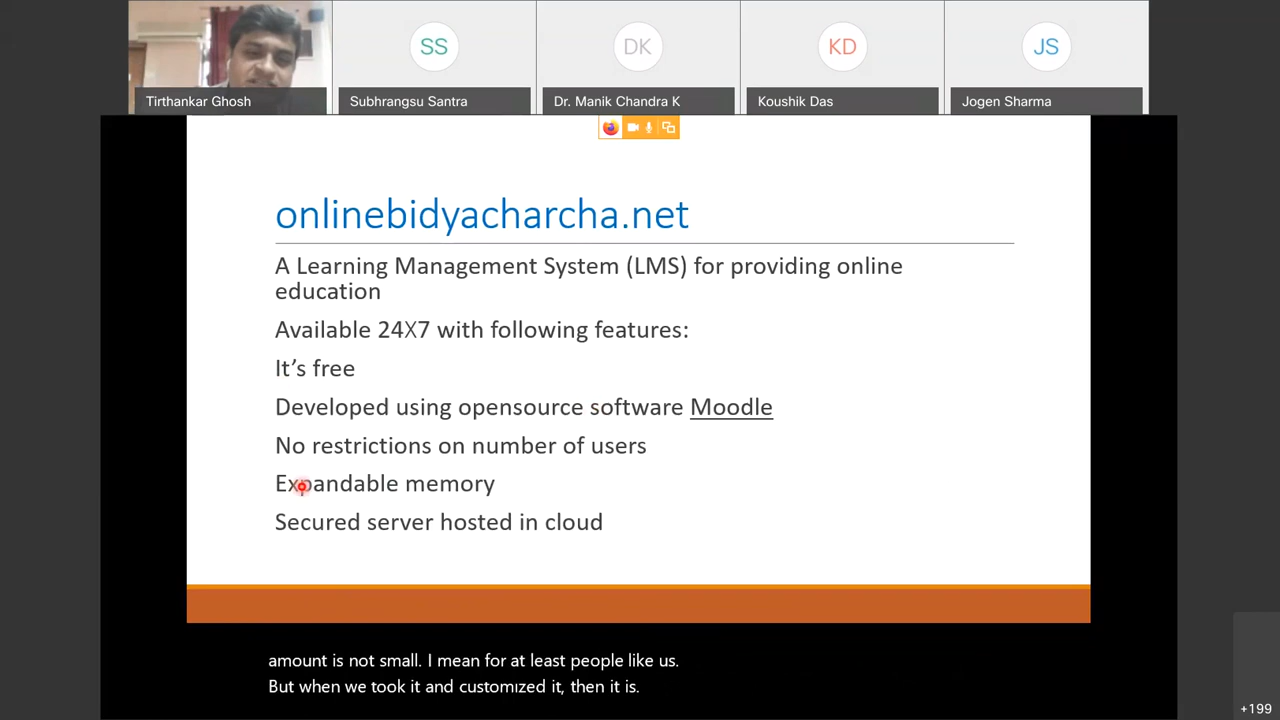 SS
DK
KD
JS
Tirthankar Ghosh
Subhrangsu Santra
Dr. Manik Chandra K
Koushik Das
Jogen Sharma
onlinebidyacharcha.net
A Learning Management System (LMS) for providing online
education
Available 24X7 with following features:
It’s free
Developed using opensource software Moodle
No restrictions on number of users
Expandable memory
Secured server hosted in cloud
amount is not small. I mean for at least people like us.
But when we took it and customized it, then it is.
+199